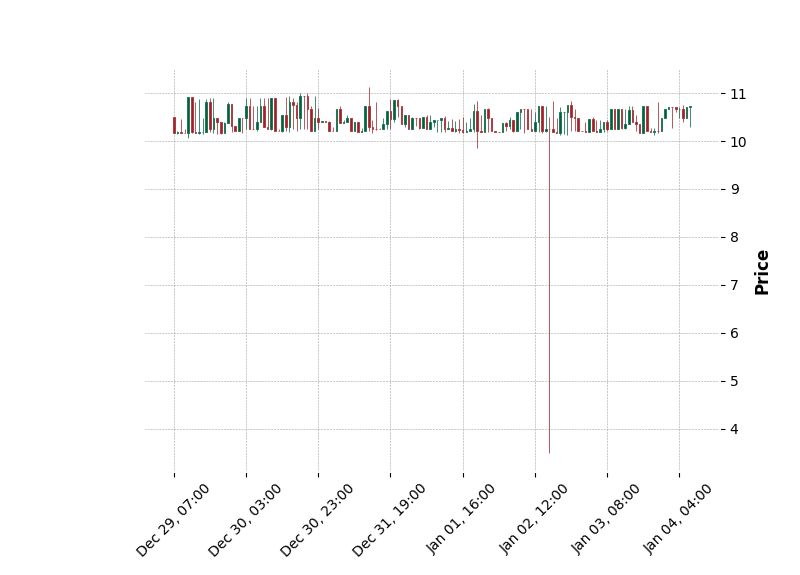 11
10
9
8
7
6
5
4
Price
Dec 29, 07:00
Dec 30, 03:00
Dec 30, 23:00
Dec 31, 19:00
Jan 01, 16:00
Jan 02, 12:00
Jan 03, 08:00
Jan 04, 04:00